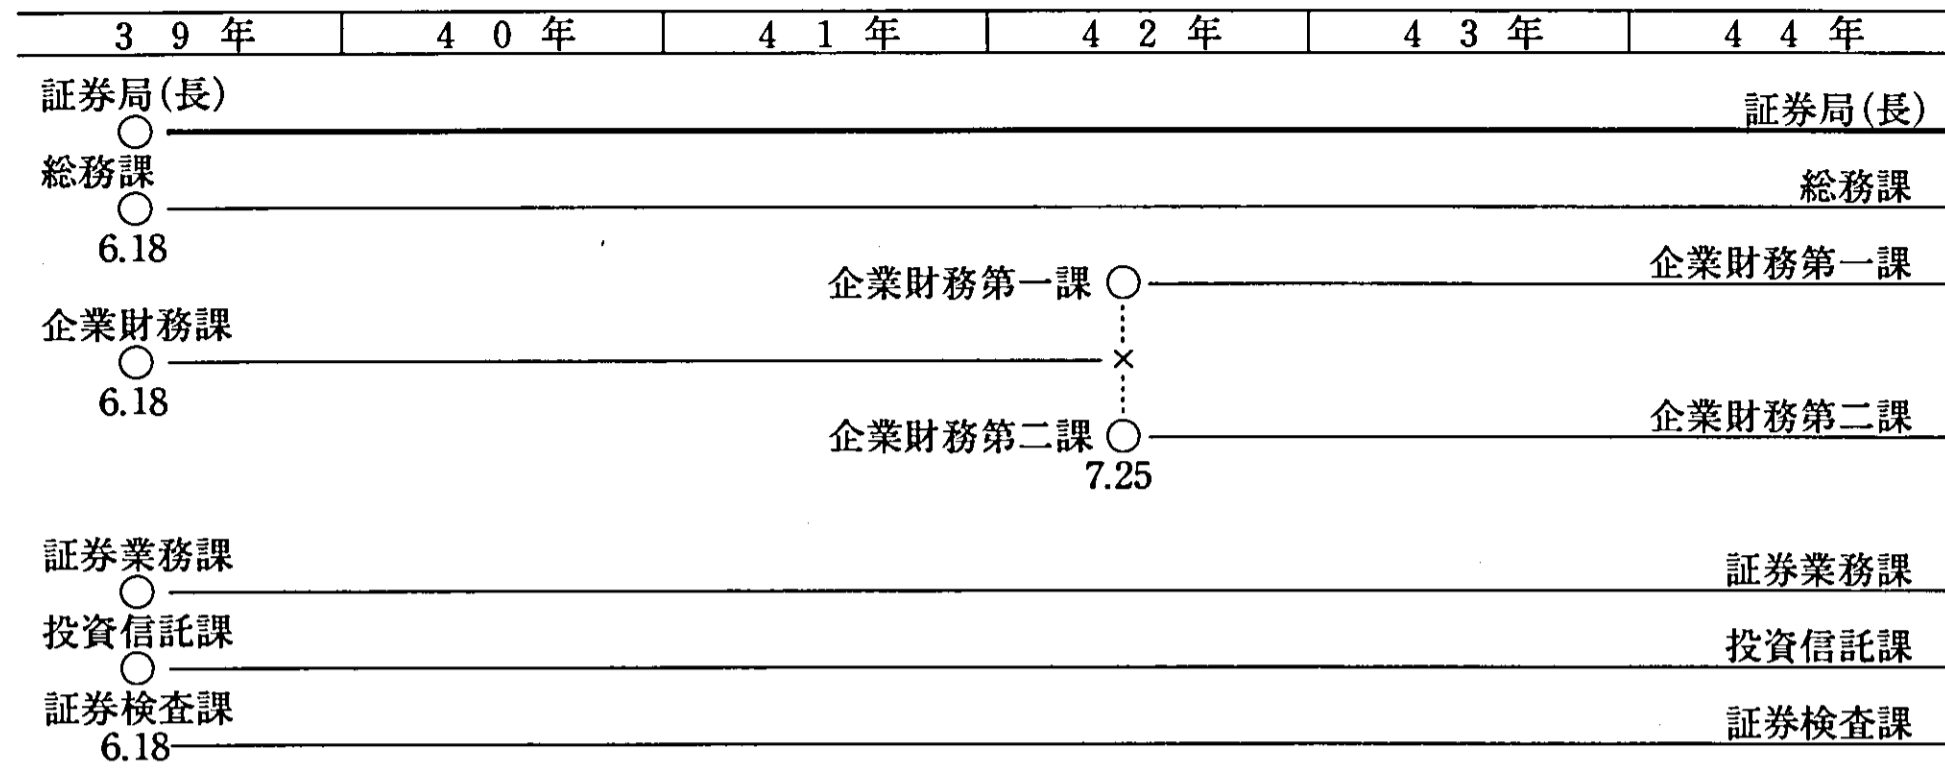 39年 40年 41年 42年 43年 44年
証券局(長) 証券局(長)
総務課 総務課
6.18
企業財務第一課 企業財務第一課
企業財務課
6.18
企業財務第二課 企業財務第二課
7.25
証券業務課 証券業務課
投資信託課 投資信託課
証券検査課 証券検査課
6.18